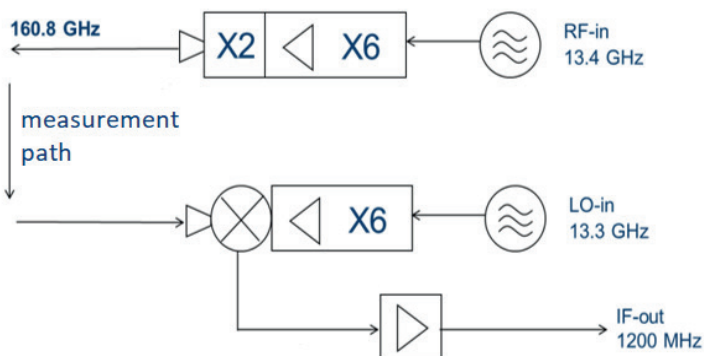 160.8 GHz
X2
X6
RF-in
13.4 GHz
measurement
path
X6
LO-in
13.3 GHz
IF-out
1200 MHz